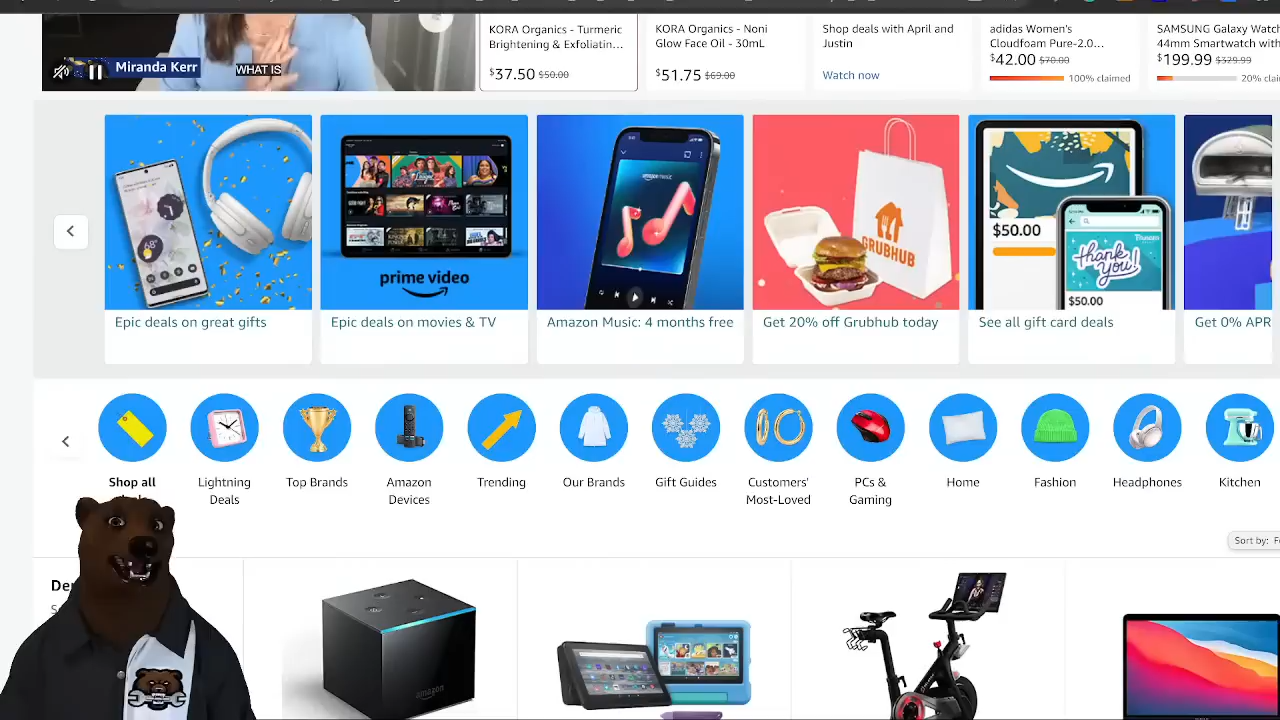 KORA Organics - Turmeric
Brightening & Exfoliatin...
$37.50 $50.00
KORA Organics - Noni
Glow Face Oil - 30mL
$51.75 $69.00
Shop deals with April and
Justin
Watch now
adidas Women's
Cloudfoam Pure-2.0...
$42.00 $70.00
100% claimed
SAMSUNG Galaxy Watch
44mm Smartwatch with
$199.99 $329.99
20% clai
Miranda Kerr
WHAT IS
prime video
amazon music
GRUBHUB
$50.00
thank you!
$50.00
Epic deals on great gifts
Epic deals on movies & TV
Amazon Music: 4 months free
Get 20% off Grubhub today
See all gift card deals
Get 0% APR
Shop all
Lightning
Deals
Top Brands
Amazon
Devices
Trending
Our Brands
Gift Guides
Customers'
Most-Loved
PCs &
Gaming
Home
Fashion
Headphones
Kitchen
Sort by: Fe
amazon